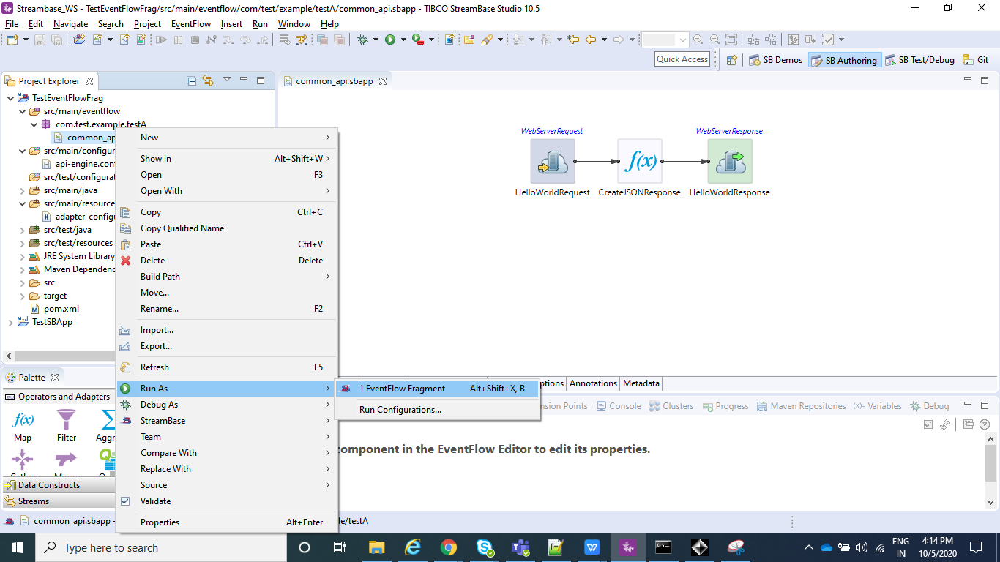 Streambase_WS - TestEventFlowFrag/src/main/eventflow/com/test/example/testA/common_api.sbapp - TIBCO StreamBase Studio 10.5
File Edit Navigate Search Project EventFlow Insert Run Window Help
Quick Access
SB Demos SB Authoring SB Test/Debug Git
Project Explorer
common_api.sbapp
TestEventFlowFrag
src/main/eventflow
com.test.example.testA
common_ap
src/main/configur
api-engine.con
src/test/configurat
src/main/java
src/main/resource
adapter-configu
src/test/java
src/test/resources
JRE System Library
Maven Dependenc
src
target
pom.xml
TestSBApp
WebServerRequest
WebServerResponse
f(x)
HelloWorldRequest
CreateJSONResponse
HelloWorldResponse
New
Show In Alt+Shift+W
Open F3
Open With
Copy Ctrl+C
Copy Qualified Name
Paste Ctrl+V
Delete Delete
Build Path
Move...
Rename... F2
Import...
Export...
Refresh F5
Run As
Debug As
StreamBase
Team
Compare With
Replace With
Source
Validate
Properties Alt+Enter
1 EventFlow Fragment Alt+Shift+X, B
Run Configurations...
ptions Annotations Metadata
nsion Points Console Clusters Progress Maven Repositories (x)= Variables Debug
component in the EventFlow Editor to edit its properties.
Palette
Operators and Adapters
f(x)
Map Filter Aggr
Gather Merge
Data Constructs
Streams
common_api.sbapp -
le/testA
Type here to search
ENG
IN
4:14 PM
10/5/2020